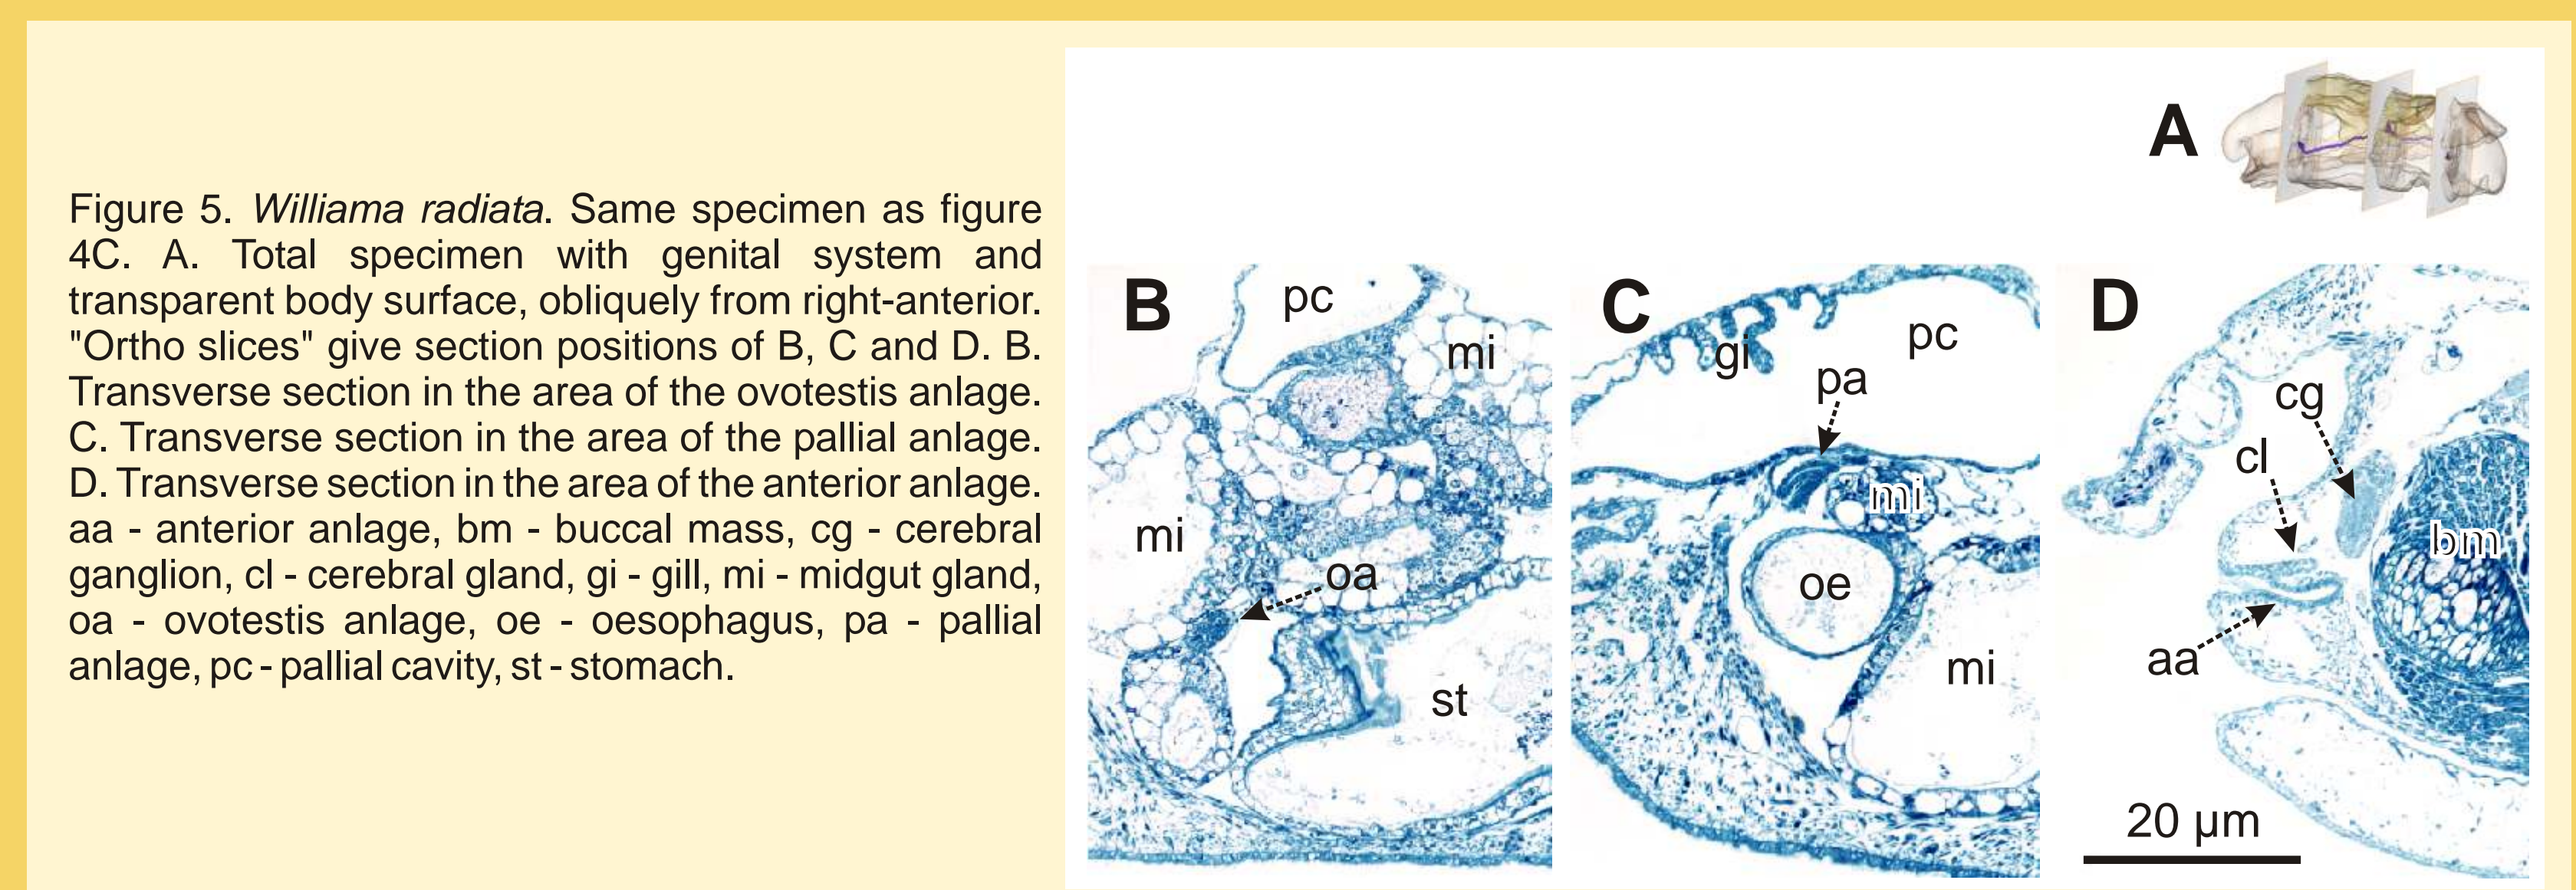 Figure 5. Williama radiata. Same specimen as figure
4C. A. Total specimen with genital system and
transparent body surface, obliquely from right-anterior.
"Ortho slices" give section positions of B, C and D. B.
Transverse section in the area of the ovotestis anlage.
C. Transverse section in the area of the pallial anlage.
D. Transverse section in the area of the anterior anlage.
aa - anterior anlage, bm - buccal mass, cg - cerebral
ganglion, cl - cerebral gland, gi - gill, mi - midgut gland,
oa - ovotestis anlage, oe - oesophagus, pa - pallial
anlage, pc - pallial cavity, st - stomach.
A
B
pc
mi
mi
oa
st
C
gi
pc
pa
mi
oe
mi
D
cg
cl
bm
aa
20 µm